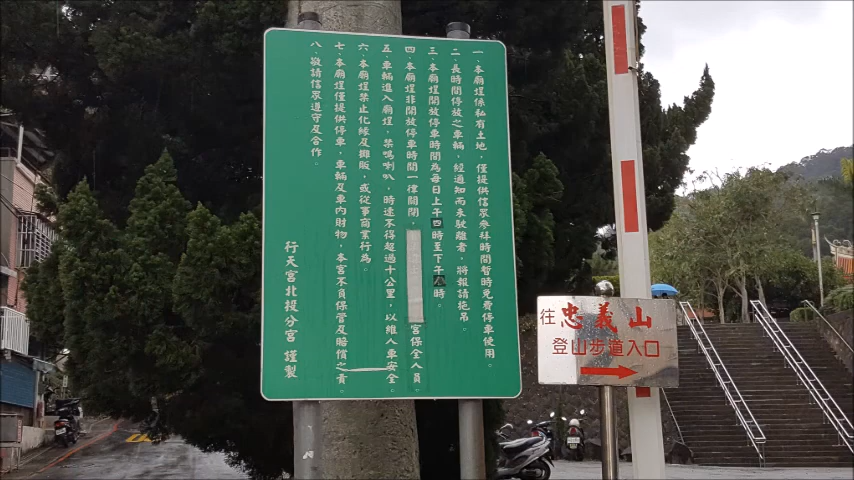 一、本廟埕係私有土地，僅提供信眾參拜時間暫時免費停車使用。
二、長時間停放之車輛，經通知而未駛離者，將報請拖吊。
三、本廟埕開放停車時間為每日上午四時至下午 時。
四、本廟埕非開放停車時間一律關閉， 宮保全人員。
五、車輛進入廟埕，禁鳴喇叭，時速不得超過十公里，以維人車安全。
六、本廟埕禁止化緣及攤販，或從事商業行為。
七、本廟埕僅提供停車，車輛及車內財物，本宮不負保管及賠償之責。
八、敬請信眾遵守及合作。
行天宮北投分宮 謹製
往忠義山
登山步道入口